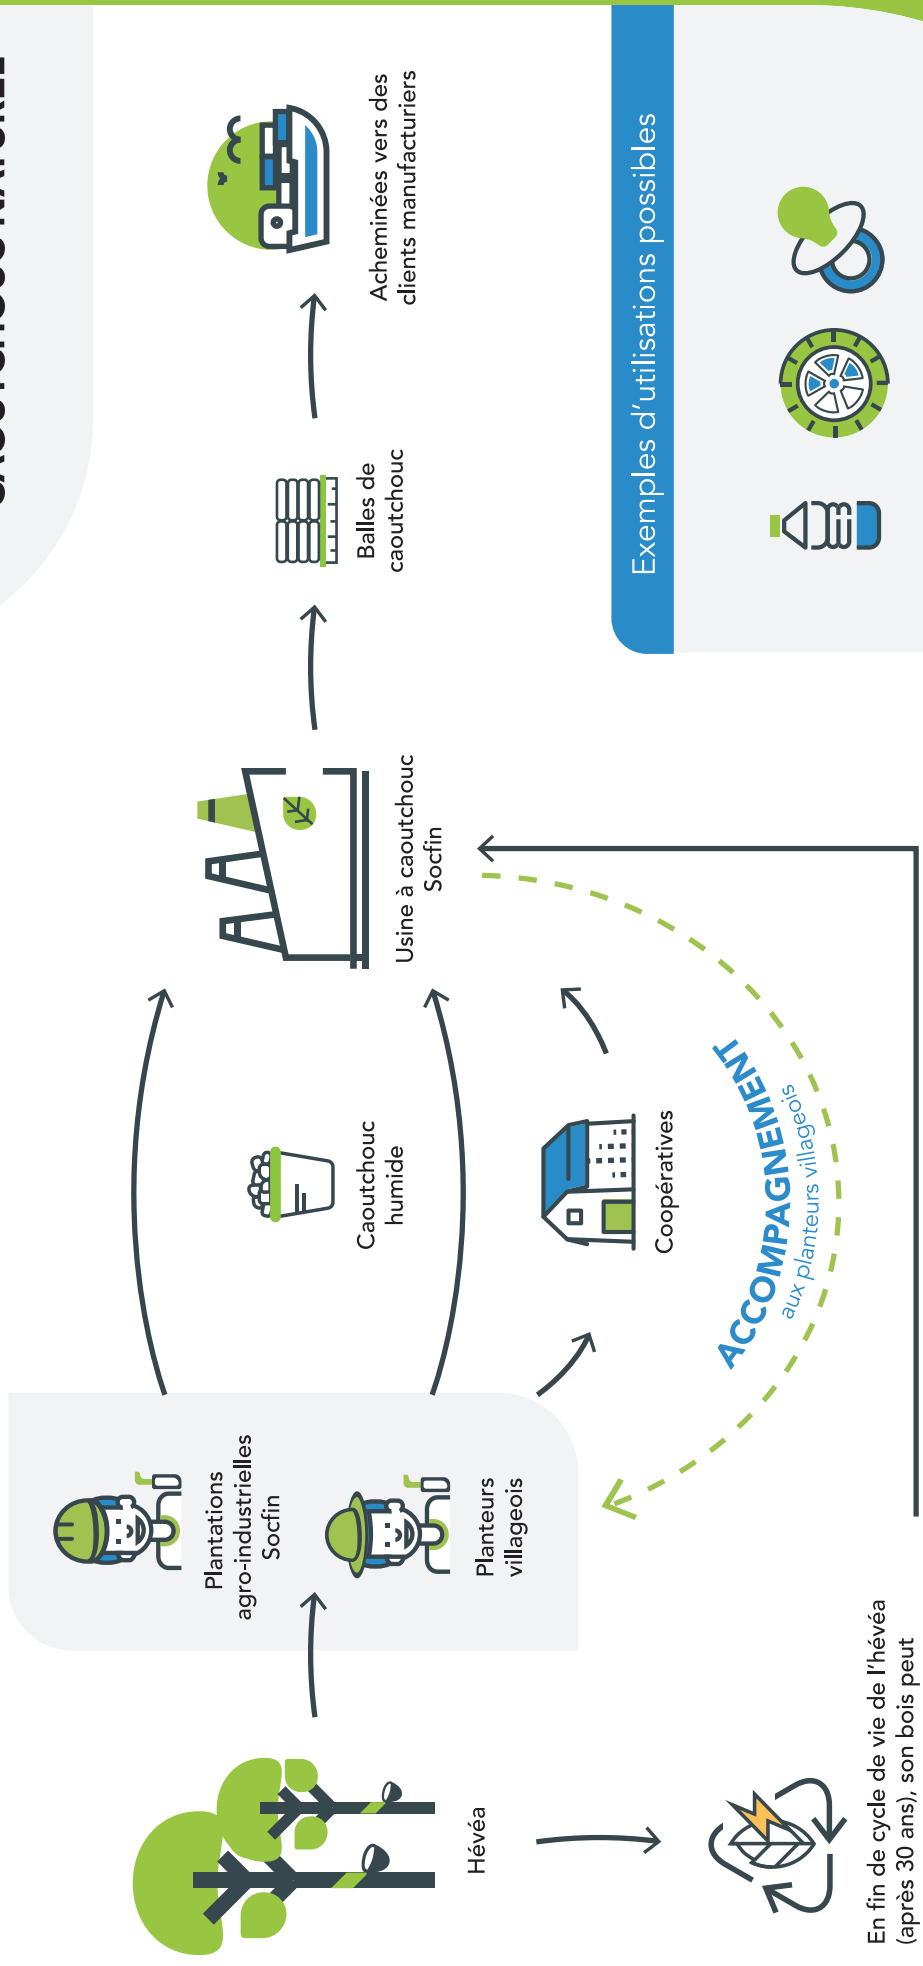 CAOUTCHOUC NATUREL
Hévéa
Plantations
agro-industrielles
Socfin
Planteurs
villageois
Caoutchouc
humide
Coopératives
Usine à caoutchouc
Socfin
Balles de
caoutchouc
Acheminées vers des
clients manufacturiers
ACCOMPAGNEMENT
aux planteurs villageois
En fin de cycle de vie de l'hévéa
(après 30 ans), son bois peut
Exemples d'utilisations possibles